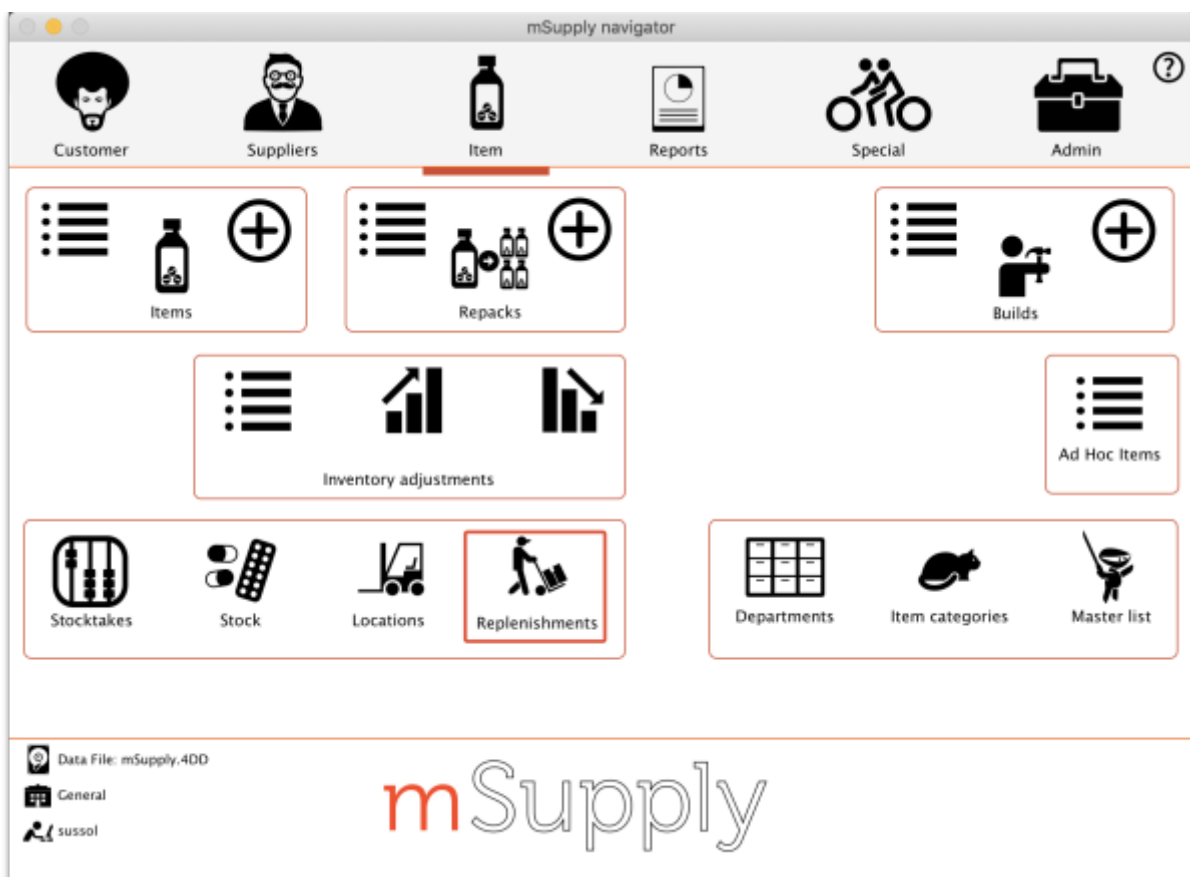 mSupply navigator
?
Customer
Suppliers
Item
Reports
Special
Admin
Items
Repacks
Builds
Inventory adjustments
Ad Hoc Items
Stocktakes
Stock
Locations
Replenishments
Departments
Item categories
Master list
Data File: mSupply.4DD
General
sussol
mSupply